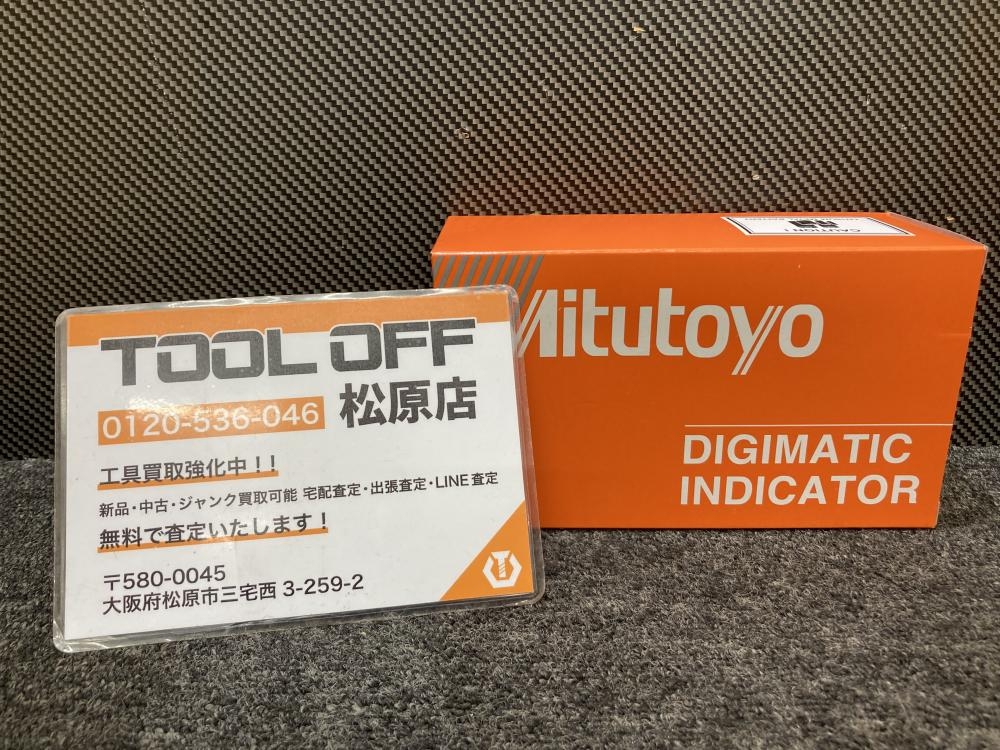 TOOL OFF
0120-536-046 松原店
工具買取強化中！！
新品・中古・ジャンク買取可能 宅配査定・出張査定・LINE査定
無料で査定いたします！
〒580-0045
大阪府松原市三宅西 3-259-2
CAUTION !
Mitutoyo
DIGIMATIC
INDICATOR